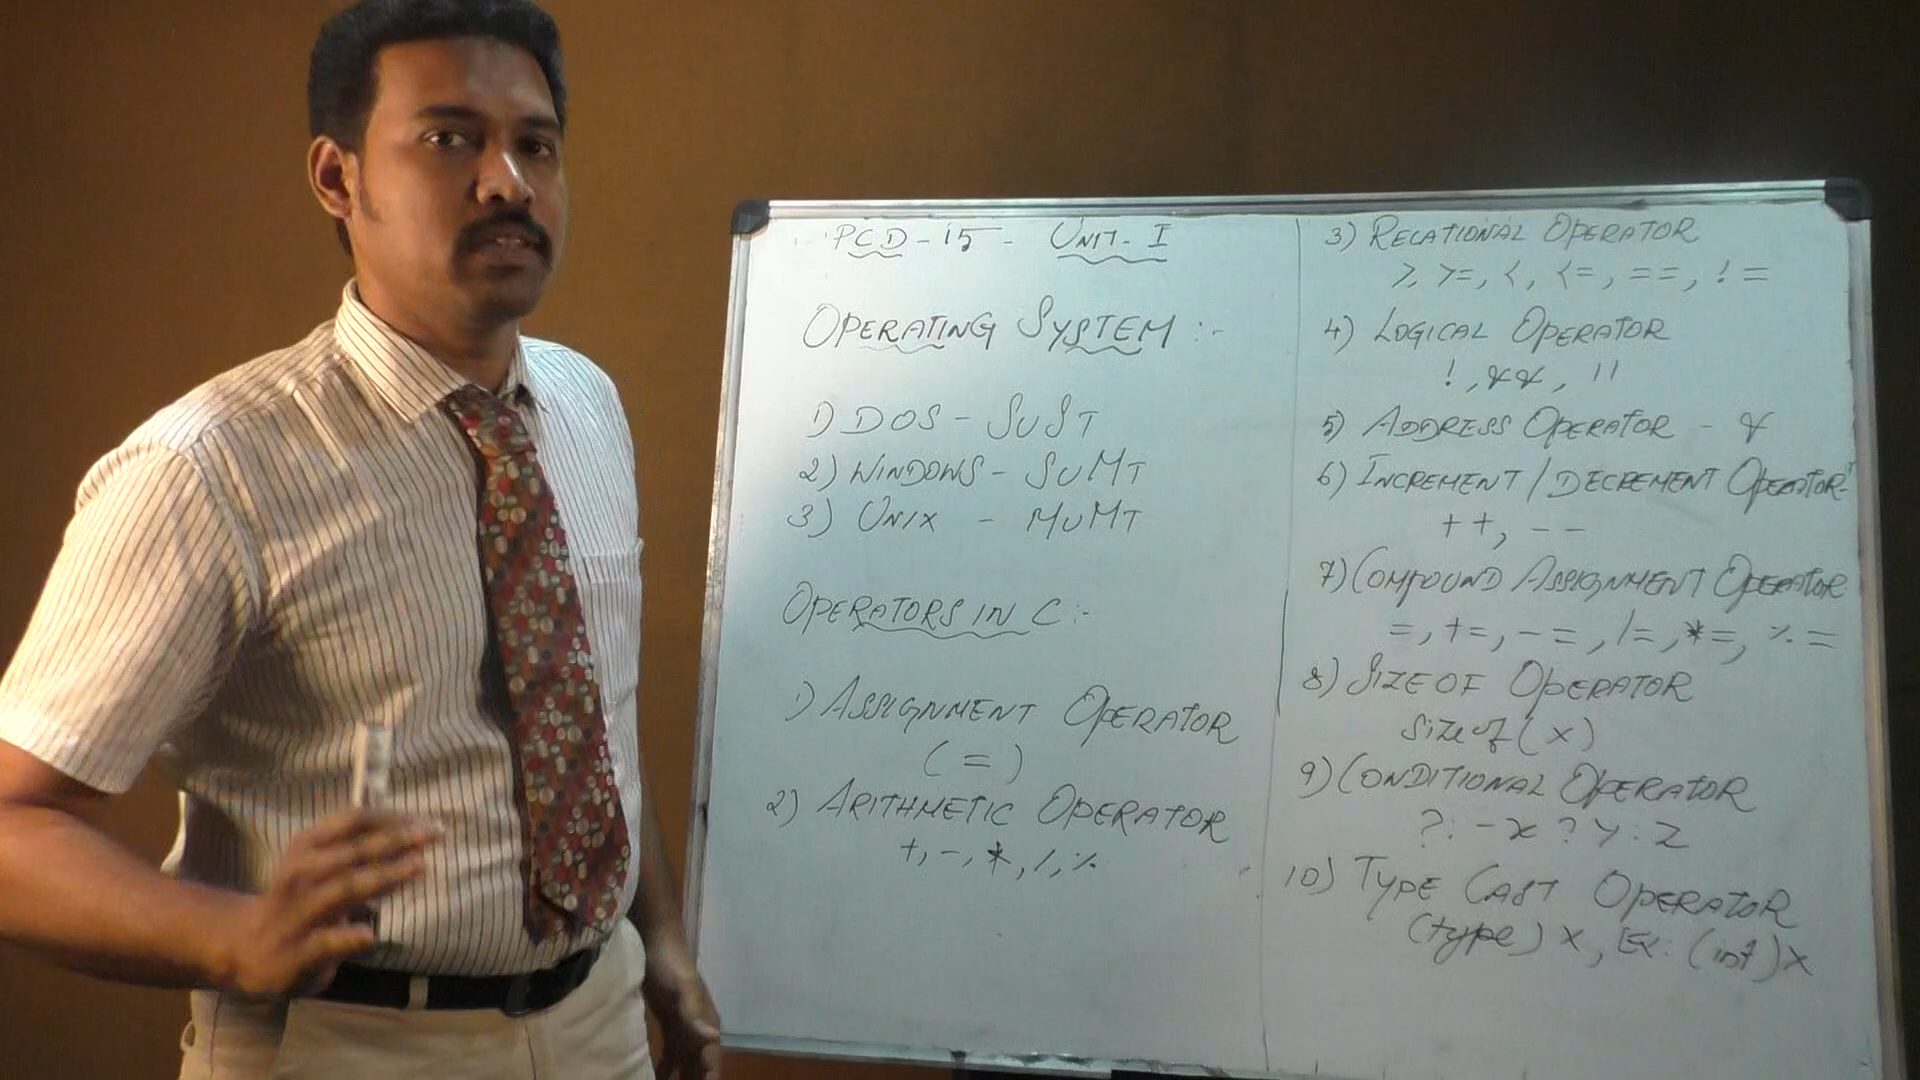 PCD-15- UNIT-I
OPERATING SYSTEM :-
1) DOS - SUST
2) WINDOWS - SUMT
3) UNIX - MUMT
OPERATORS IN C:-
1) ASSIGNMENT OPERATOR
( = )
2) ARITHMETIC OPERATOR
+, -, *, /, %
3) RELATIONAL OPERATOR
>, >=, <, <=, ==, !=
4) LOGICAL OPERATOR
!, &&, ||
5) ADDRESS OPERATOR - &
6) INCREMENT / DECREMENT OPERATOR-
++, --
7) COMPOUND ASSIGNMENT OPERATOR
=, +=, -=, /=, *=, %=
8) SIZEOF OPERATOR
sizeof(x)
9) CONDITIONAL OPERATOR
?: - x ? y : z
10) TYPE CAST OPERATOR
(type) x, Ex: (int) x